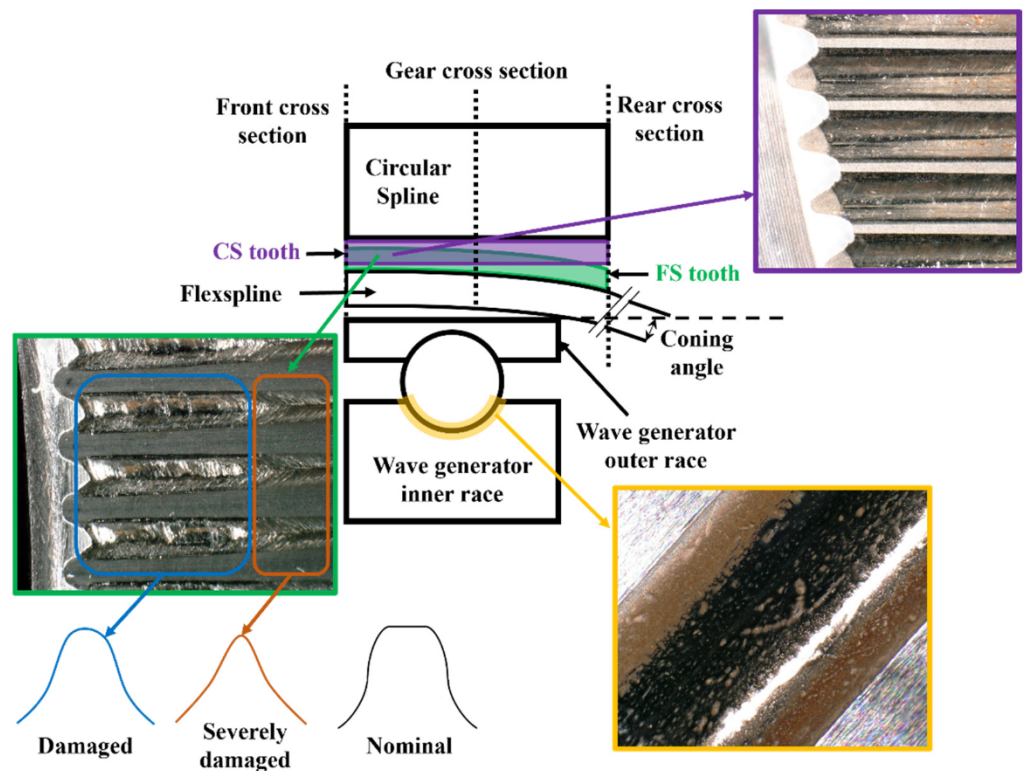 Gear cross section
Front cross
section
Rear cross
section
Circular
Spline
CS tooth
FS tooth
Flexspline
Coning
angle
Wave generator
outer race
Wave generator
inner race
Damaged
Severely
damaged
Nominal